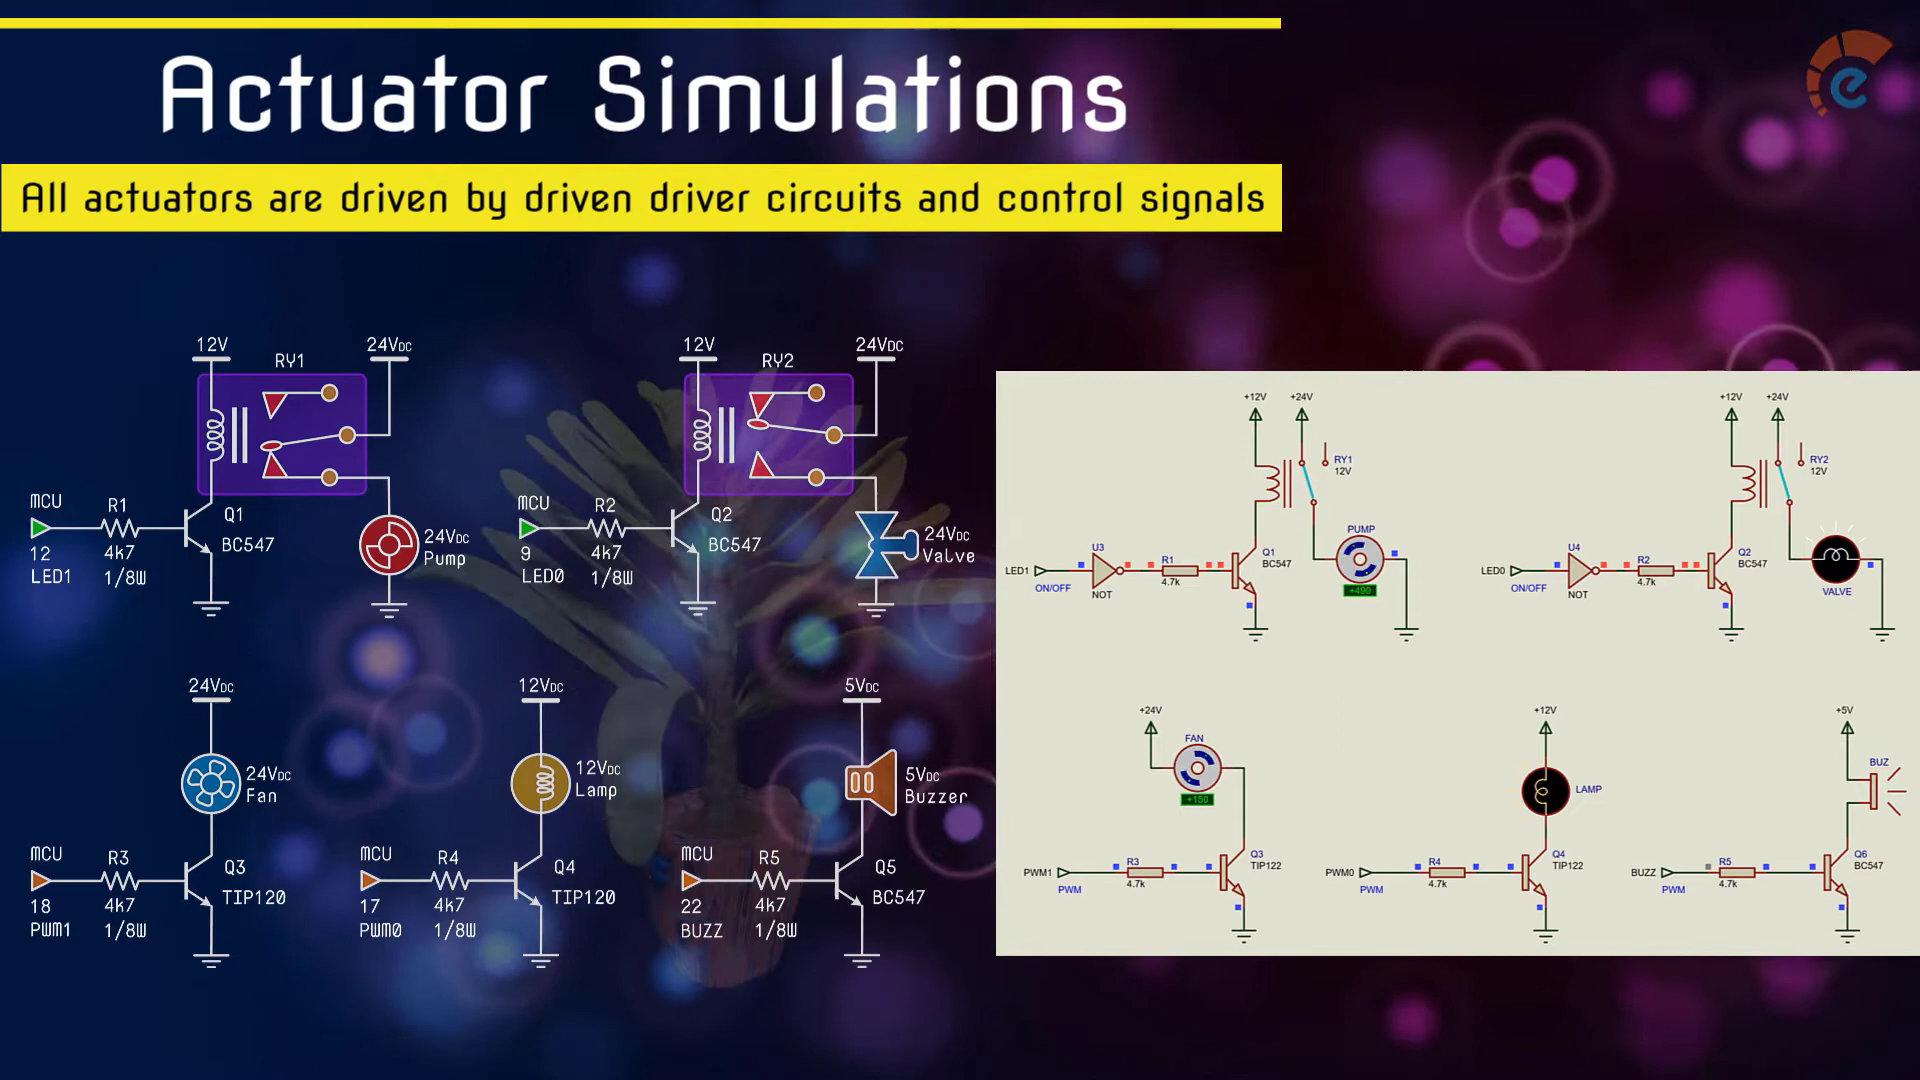 Actuator Simulations
All actuators are driven by driven driver circuits and control signals
12V
RY1
24VDC
MCU
R1
Q1
BC547
12
LED1
4k7
1/8W
24VDC
Pump
12V
RY2
24VDC
MCU
R2
Q2
BC547
9
LED0
4k7
1/8W
24VDC
Valve
24VDC
24VDC
Fan
MCU
R3
Q3
TIP120
18
PWM1
4k7
1/8W
12VDC
12VDC
Lamp
MCU
R4
Q4
TIP120
17
PWM0
4k7
1/8W
5VDC
5VDC
Buzzer
MCU
R5
Q5
BC547
22
BUZZ
4k7
1/8W
+12V
+24V
RY1
12V
PUMP
+490
LED1
ON/OFF
U3
NOT
R1
4.7k
Q1
BC547
+12V
+24V
RY2
12V
VALVE
LED0
ON/OFF
U4
NOT
R2
4.7k
Q2
BC547
+24V
FAN
+150
PWM1
PWM
R3
4.7k
Q3
TIP122
+12V
LAMP
PWM0
PWM
R4
4.7k
Q4
TIP122
+5V
BUZ
BUZZ
PWM
R5
4.7k
Q6
BC547
e